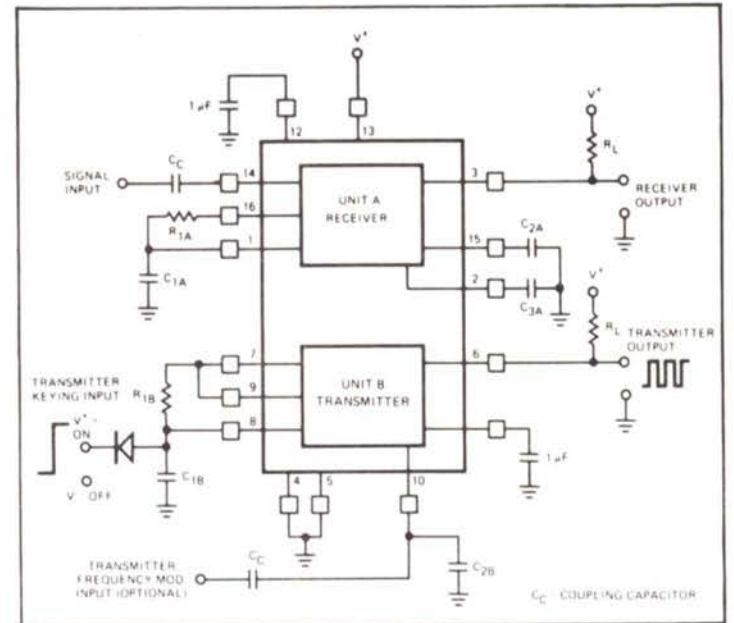 V+
1 µF
12
13
V+
RL
SIGNAL
INPUT
CC
14
3
RECEIVER
OUTPUT
UNIT A
RECEIVER
16
R1A
1
15
C2A
C1A
2
C3A
V+
RL
TRANSMITTER
OUTPUT
7
6
TRANSMITTER
KEYING INPUT
R1B
9
UNIT B
TRANSMITTER
V+
ON
8
1 µF
C1B
V OFF
4
5
10
TRANSMITTER
FREQUENCY MOD
INPUT (OPTIONAL)
CC
C2B
CC COUPLING CAPACITOR